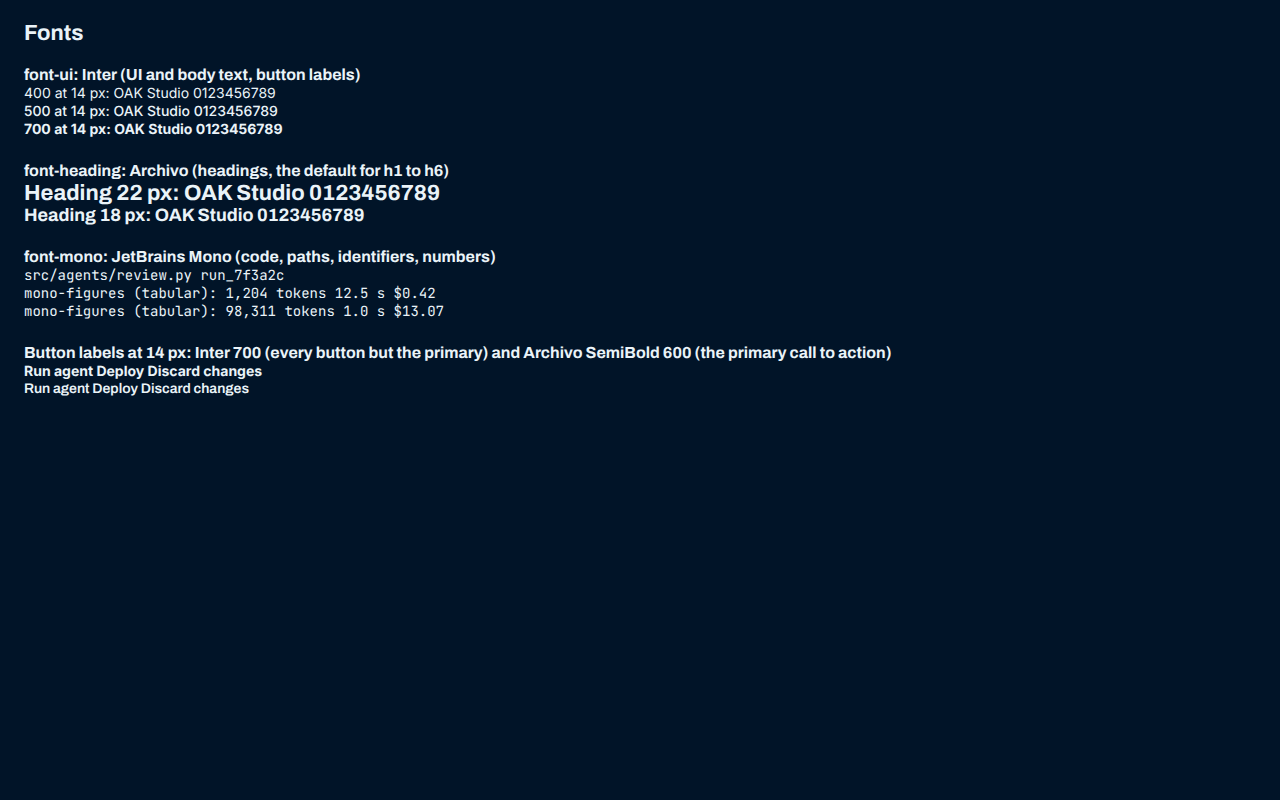 Fonts
font-ui: Inter (UI and body text, button labels)
400 at 14 px: OAK Studio 0123456789
500 at 14 px: OAK Studio 0123456789
700 at 14 px: OAK Studio 0123456789
font-heading: Archivo (headings, the default for h1 to h6)
Heading 22 px: OAK Studio 0123456789
Heading 18 px: OAK Studio 0123456789
font-mono: JetBrains Mono (code, paths, identifiers, numbers)
src/agents/review.py run_7f3a2c
mono-figures (tabular): 1,204 tokens 12.5 s $0.42
mono-figures (tabular): 98,311 tokens 1.0 s $13.07
Button labels at 14 px: Inter 700 (every button but the primary) and Archivo SemiBold 600 (the primary call to action)
Run agent Deploy Discard changes
Run agent Deploy Discard changes